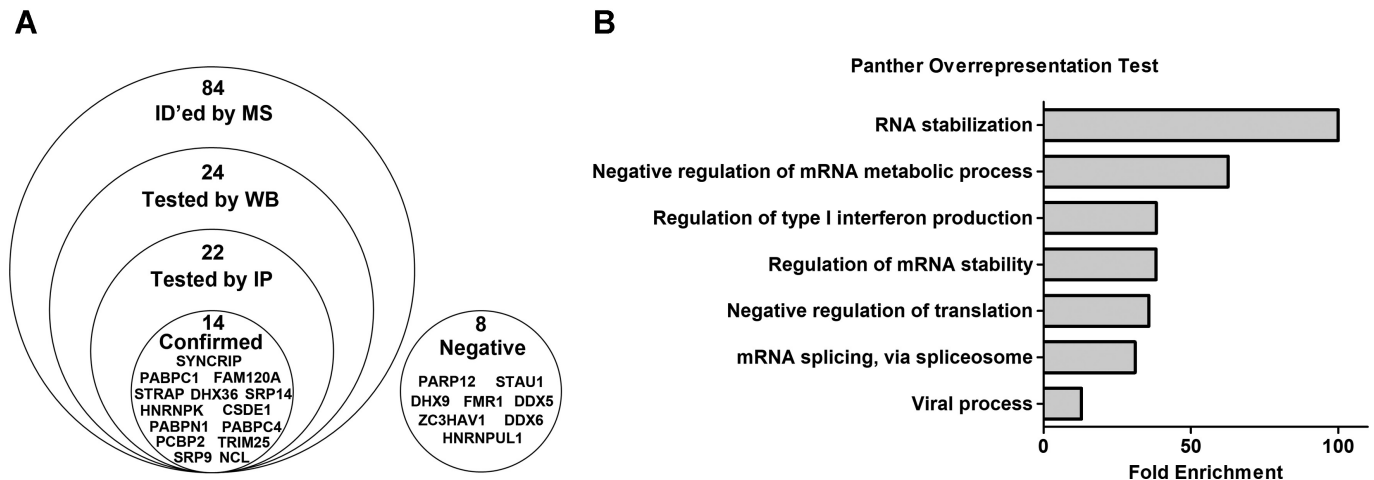 A
84
ID'ed by MS
24
Tested by WB
22
Tested by IP
14
Confirmed
SYNCRIP
PABPC1 FAM120A
STRAP DHX36 SRP14
HNRNPK CSDE1
PABPN1 PABPC4
PCBP2 TRIM25
SRP9 NCL
8
Negative
PARP12 STAU1
DHX9 FMR1 DDX5
ZC3HAV1 DDX6
HNRNPUL1
B
Panther Overrepresentation Test
RNA stabilization
Negative regulation of mRNA metabolic process
Regulation of type I interferon production
Regulation of mRNA stability
Negative regulation of translation
mRNA splicing, via spliceosome
Viral process
0 50 100
Fold Enrichment